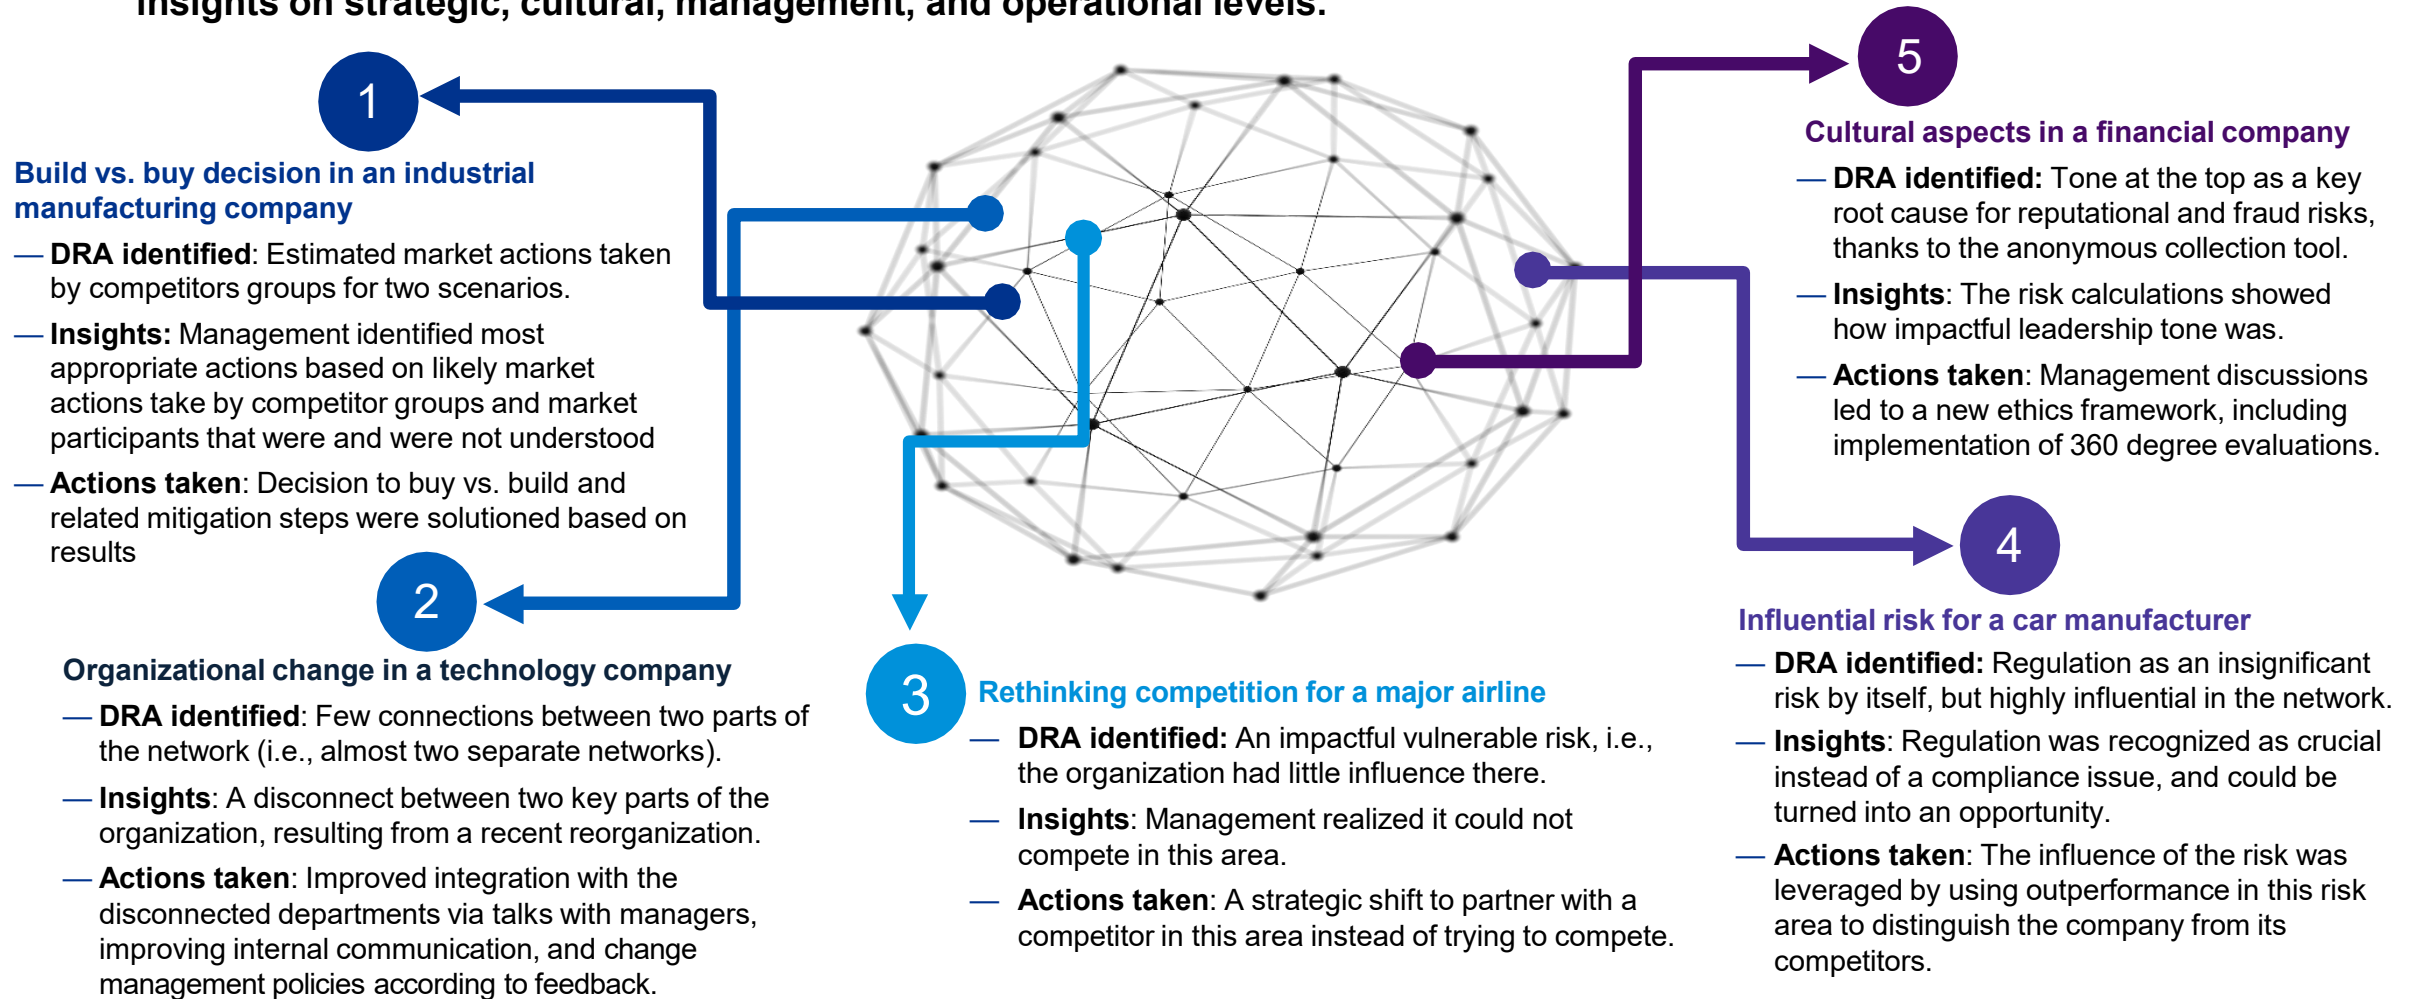 insights on strategic, cultural, management, and operational levels.
1
Build vs. buy decision in an industrial
manufacturing company
— DRA identified: Estimated market actions taken
by competitors groups for two scenarios.
— Insights: Management identified most
appropriate actions based on likely market
actions take by competitor groups and market
participants that were and were not understood
— Actions taken: Decision to buy vs. build and
related mitigation steps were solutioned based on
results
2
Organizational change in a technology company
— DRA identified: Few connections between two parts of
the network (i.e., almost two separate networks).
— Insights: A disconnect between two key parts of the
organization, resulting from a recent reorganization.
— Actions taken: Improved integration with the
disconnected departments via talks with managers,
improving internal communication, and change
management policies according to feedback.
3
Rethinking competition for a major airline
— DRA identified: An impactful vulnerable risk, i.e.,
the organization had little influence there.
— Insights: Management realized it could not
compete in this area.
— Actions taken: A strategic shift to partner with a
competitor in this area instead of trying to compete.
5
Cultural aspects in a financial company
— DRA identified: Tone at the top as a key
root cause for reputational and fraud risks,
thanks to the anonymous collection tool.
— Insights: The risk calculations showed
how impactful leadership tone was.
— Actions taken: Management discussions
led to a new ethics framework, including
implementation of 360 degree evaluations.
4
Influential risk for a car manufacturer
— DRA identified: Regulation as an insignificant
risk by itself, but highly influential in the network.
— Insights: Regulation was recognized as crucial
instead of a compliance issue, and could be
turned into an opportunity.
— Actions taken: The influence of the risk was
leveraged by using outperformance in this risk
area to distinguish the company from its
competitors.